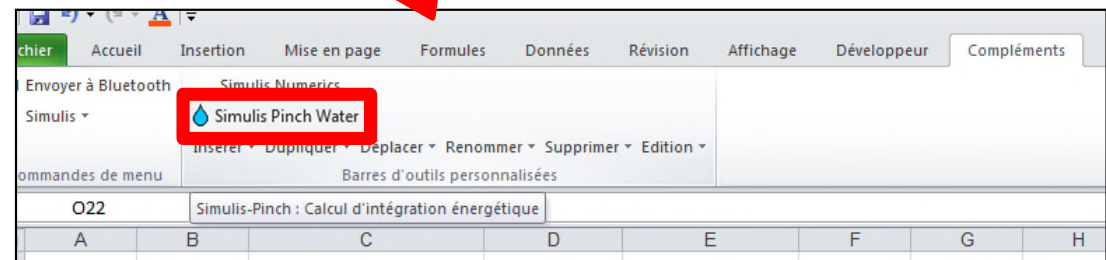 A
chier Accueil Insertion Mise en page Formules Données Révision Affichage Développeur Compléments
Envoyer à Bluetooth Simulis Numerics
Simulis Simulis Pinch Water
Insérer Dupliquer Déplacer Renommer Supprimer Edition
ommandes de menu Barres d'outils personnalisées
O22 Simulis-Pinch : Calcul d'intégration énergétique
A B C D E F G H